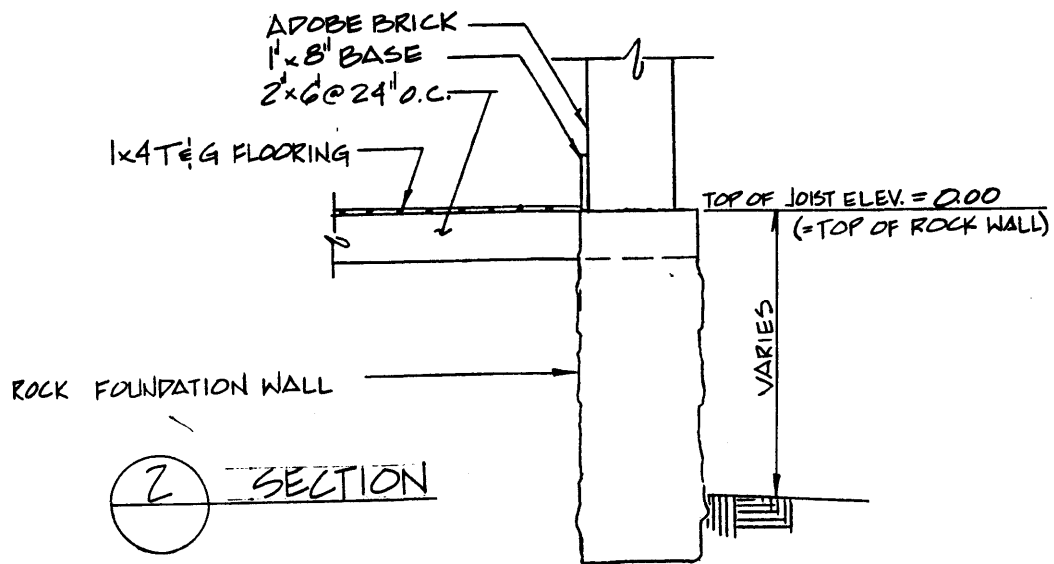 ADOBE BRICK
1" x 8" BASE
2" x 6" @ 24" O.C.
1x4 T&G FLOORING
TOP OF JOIST ELEV. = 0.00
(=TOP OF ROCK WALL)
VARIES
ROCK FOUNDATION WALL
2 SECTION